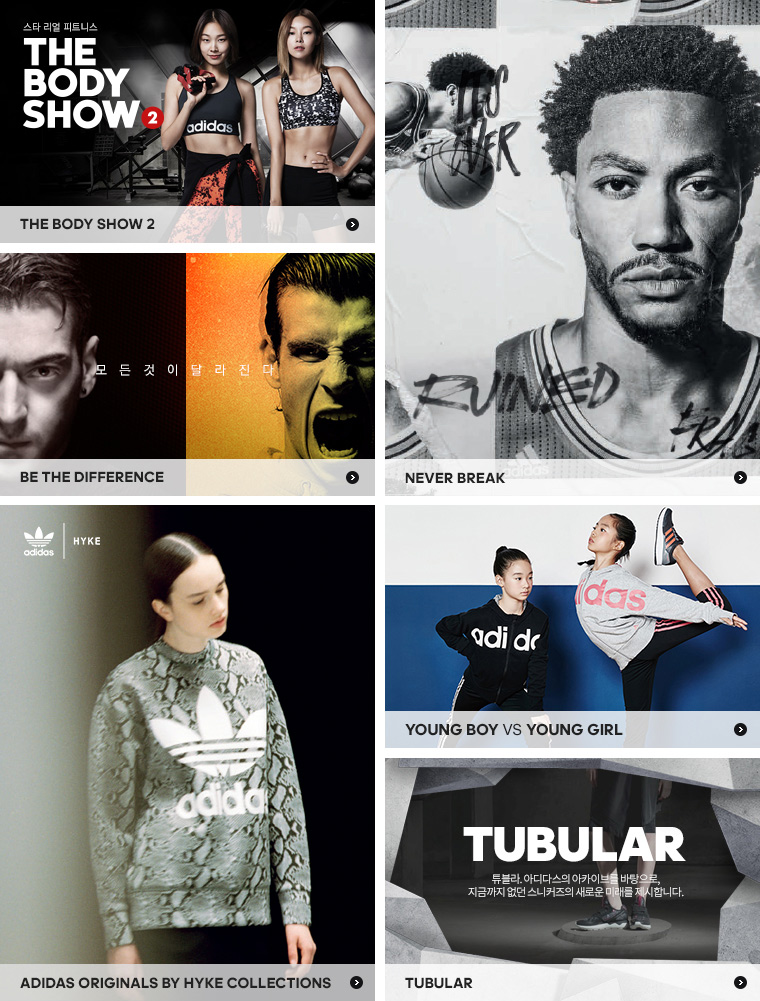 스타 리얼 피트니스
THE
BODY
SHOW 2
adidas
THE BODY SHOW 2
RUINED
NEVER BREAK
모든것이달라진다
BE THE DIFFERENCE
adidas
HYKE
adidas
ADIDAS ORIGINALS BY HYKE COLLECTIONS
adi da
idas
YOUNG BOY VS YOUNG GIRL
TUBULAR
튜블라. 아디다스의 아카이브를 바탕으로,
지금까지 없던 스니커즈의 새로운 미래를 제시합니다.
TUBULAR